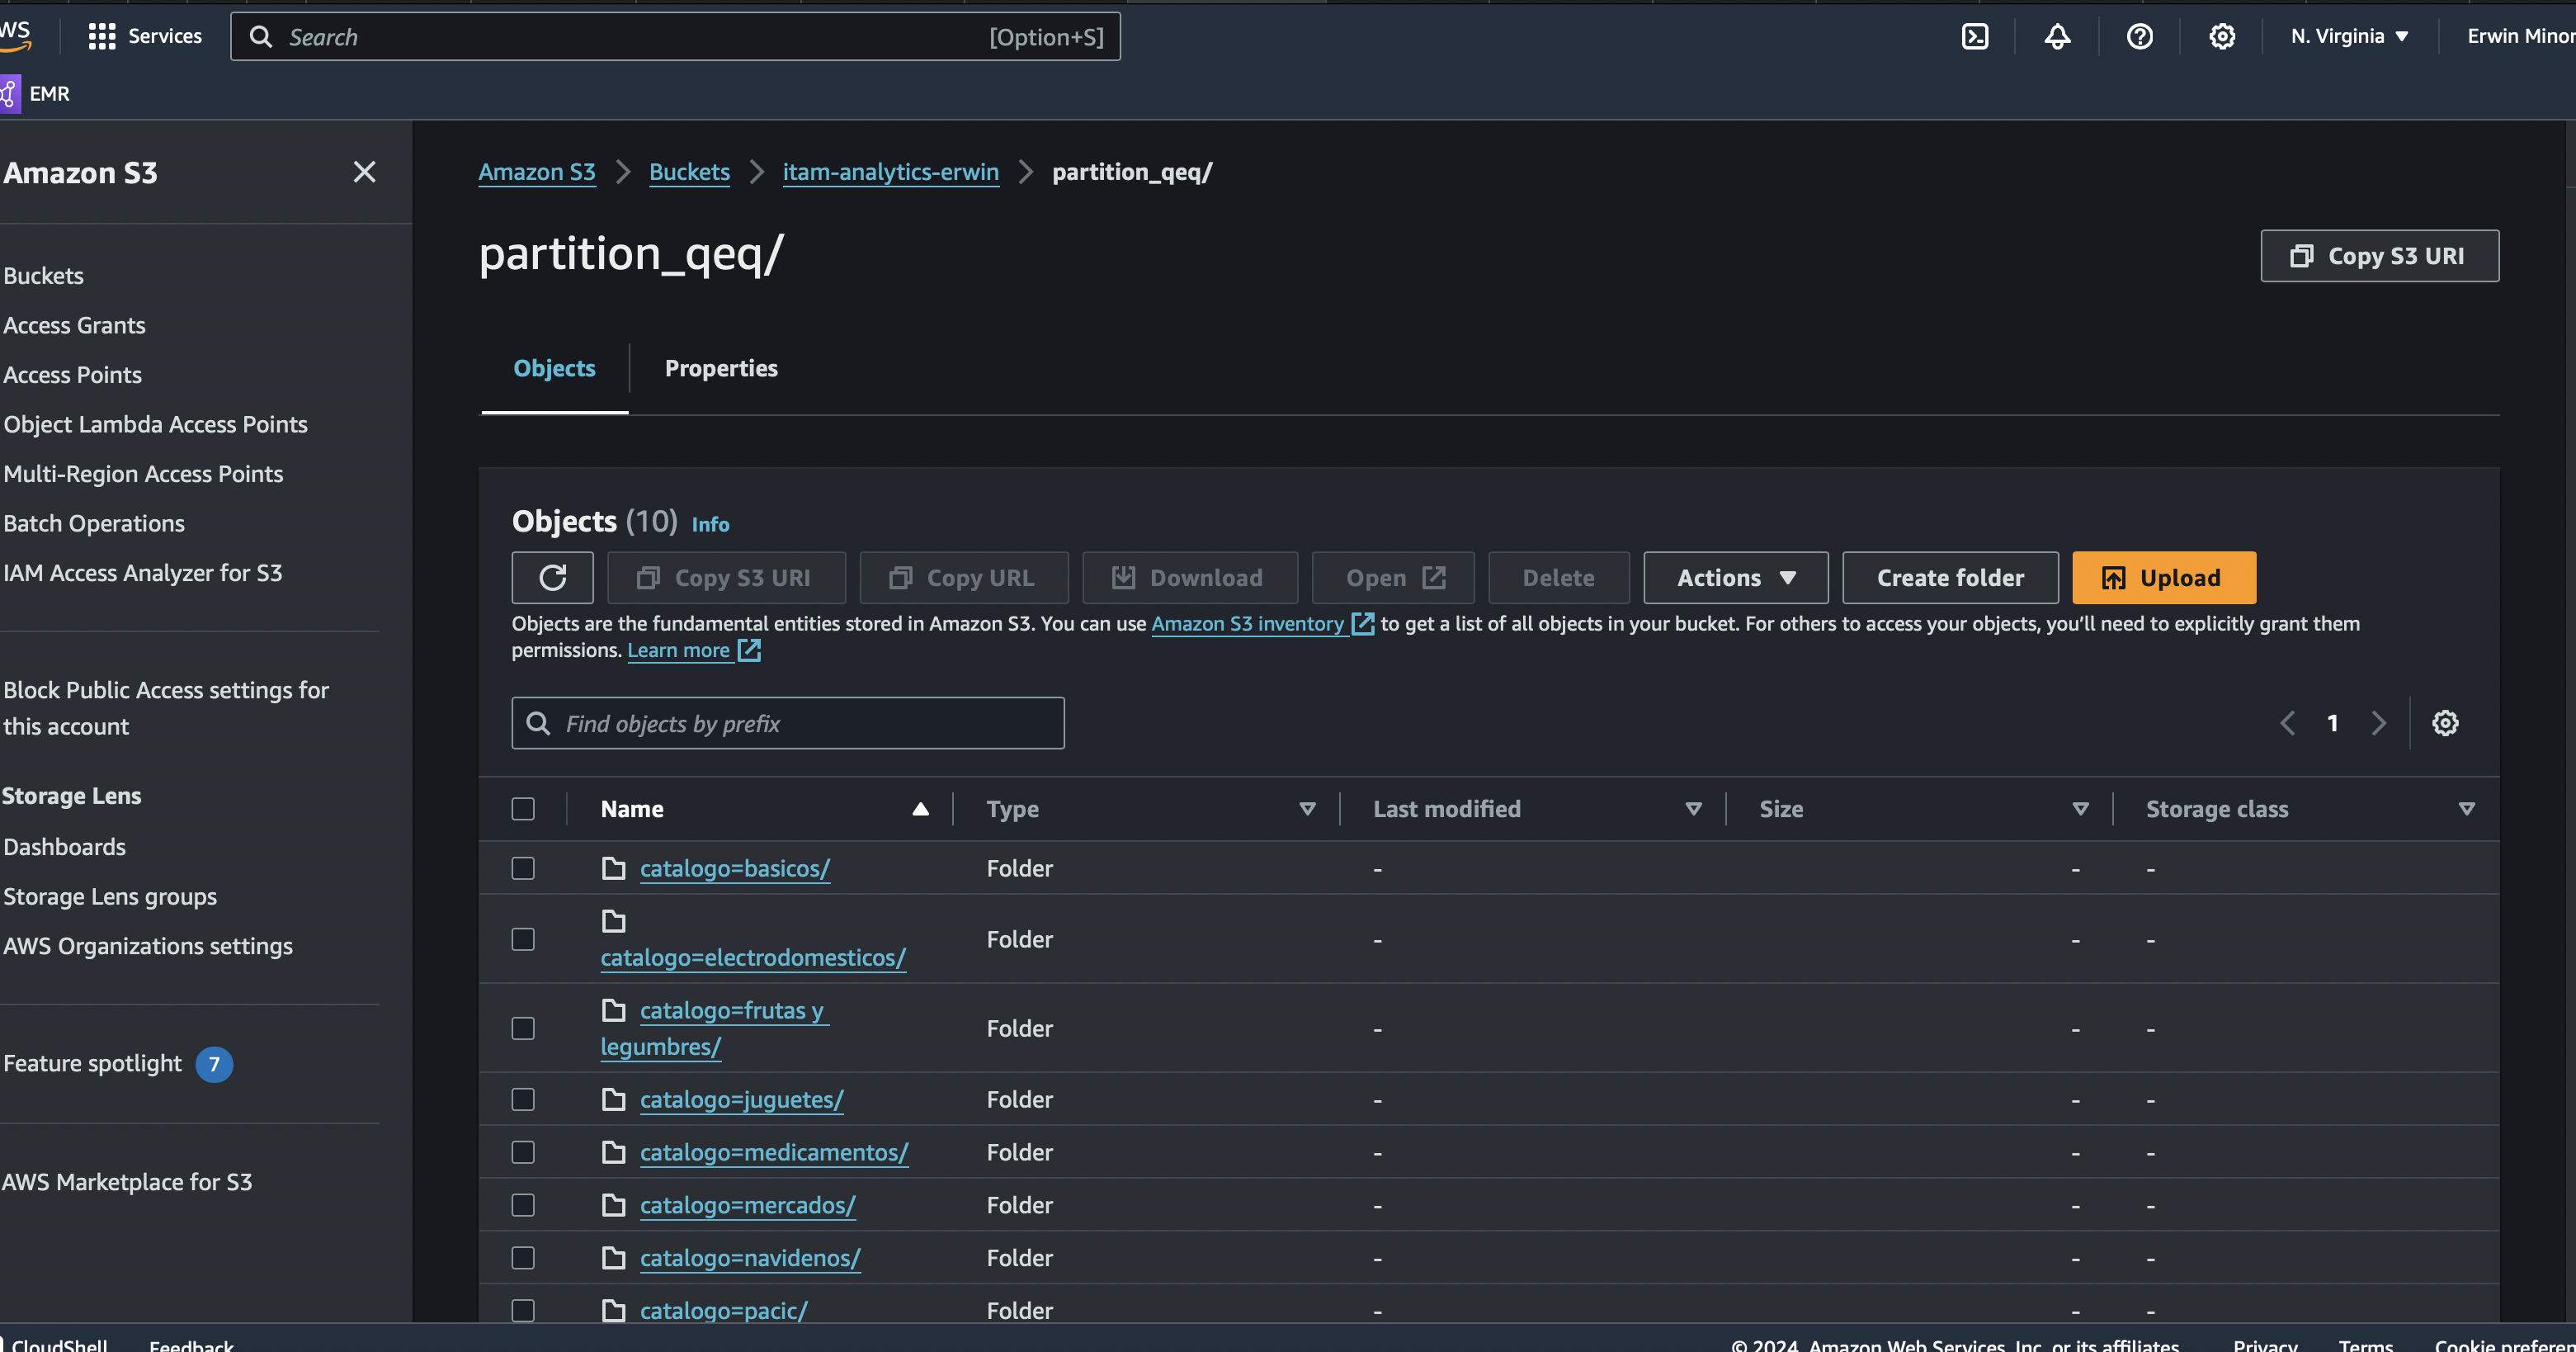 Services
Search
[Option+S]
N. Virginia
EMR
Amazon S3
Buckets
Access Grants
Access Points
Object Lambda Access Points
Multi-Region Access Points
Batch Operations
IAM Access Analyzer for S3
Block Public Access settings for
this account
Storage Lens
Dashboards
Storage Lens groups
AWS Organizations settings
Feature spotlight 7
AWS Marketplace for S3
Amazon S3 > Buckets > itam-analytics-erwin > partition_qeq/
partition_qeq/
Copy S3 URI
Objects
Properties
Objects (10) Info
Copy S3 URI
Copy URL
Download
Open
Delete
Actions
Create folder
Upload
Objects are the fundamental entities stored in Amazon S3. You can use Amazon S3 inventory to get a list of all objects in your bucket. For others to access your objects, you’ll need to explicitly grant them
permissions. Learn more
Find objects by prefix
1
Name Type Last modified Size Storage class
catalogo=basicos/ Folder - - -
catalogo=electrodomesticos/ Folder - - -
catalogo=frutas y
legumbres/ Folder - - -
catalogo=juguetes/ Folder - - -
catalogo=medicamentos/ Folder - - -
catalogo=mercados/ Folder - - -
catalogo=navidenos/ Folder - - -
catalogo=pacic/ Folder - - -
CloudShell Feedback © 2024, Amazon Web Services, Inc. or its affiliates. Privacy Terms Cookie